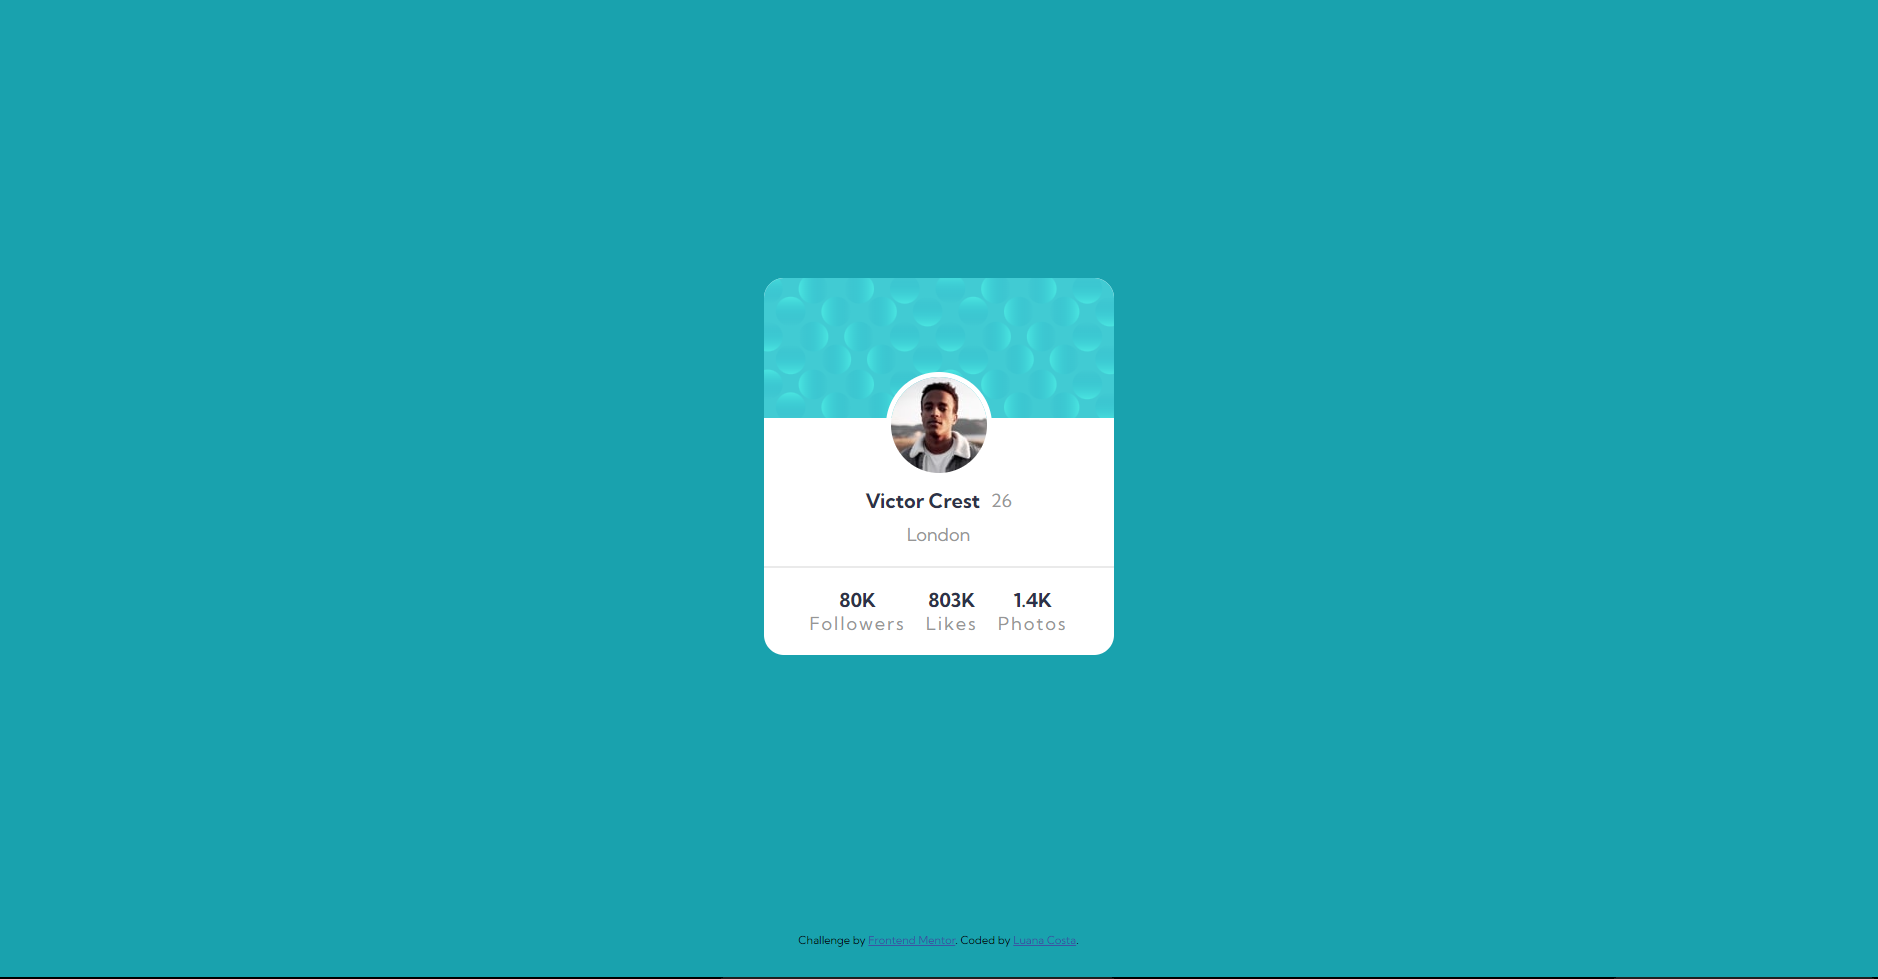 Victor Crest 26
London
80K 803K 1.4K
Followers Likes Photos
Challenge by Frontend Mentor. Coded by Luana Costa.